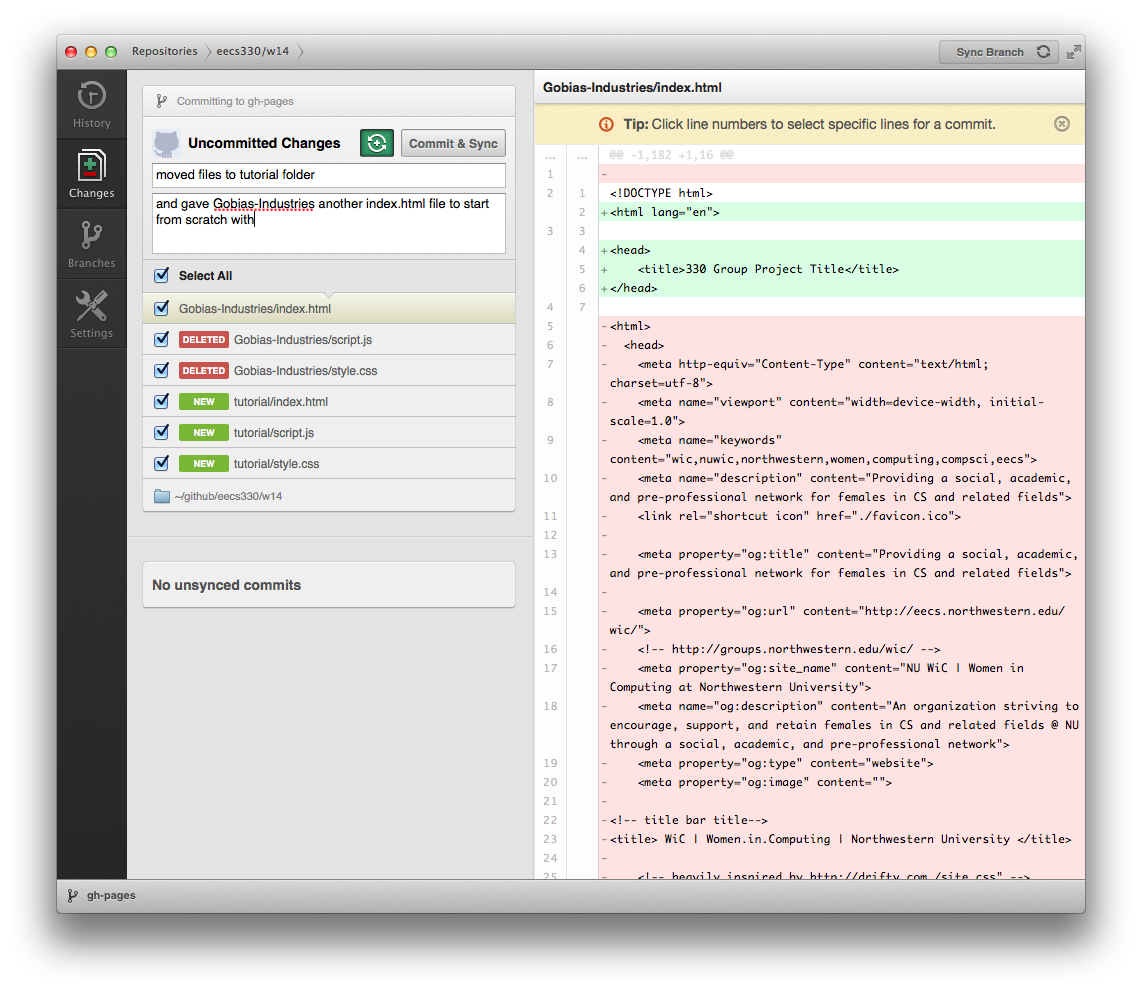 Repositories eecs330/w14 Sync Branch
History
Changes
Branches
Settings
Committing to gh-pages
Uncommitted Changes Commit & Sync
moved files to tutorial folder
and gave Gobias-Industries another index.html file to start
from scratch with
Select All
Gobias-Industries/index.html
DELETED Gobias-Industries/script.js
DELETED Gobias-Industries/style.css
NEW tutorial/index.html
NEW tutorial/script.js
NEW tutorial/style.css
~/github/eecs330/w14
No unsynced commits
Gobias-Industries/index.html
Tip: Click line numbers to select specific lines for a commit.
... ... @@ -1,182 +1,16 @@
1 -
2 1 <!DOCTYPE html>
2 +<html lang="en">
3 3
4 +<head>
5 + <title>330 Group Project Title</title>
6 +</head>
4 7
5 -<html>
6 - <head>
7 - <meta http-equiv="Content-Type" content="text/html;
charset=utf-8">
8 - <meta name="viewport" content="width=device-width, initial-
scale=1.0">
9 - <meta name="keywords"
content="wic,nuwic,northwestern,women,computing,compsci,eecs">
10 - <meta name="description" content="Providing a social, academic,
and pre-professional network for females in CS and related fields">
11 - <link rel="shortcut icon" href="./favicon.ico">
12 -
13 - <meta property="og:title" content="Providing a social, academic,
and pre-professional network for females in CS and related fields">
14 -
15 - <meta property="og:url" content="http://eecs.northwestern.edu/
wic/">
16 - <!-- http://groups.northwestern.edu/wic/ -->
17 - <meta property="og:site_name" content="NU WiC | Women in
Computing at Northwestern University">
18 - <meta name="og:description" content="An organization striving to
encourage, support, and retain females in CS and related fields @ NU
through a social, academic, and pre-professional network">
19 - <meta property="og:type" content="website">
20 - <meta property="og:image" content="">
21 -
22 -<!-- title bar title-->
23 -<title> WiC | Women.in.Computing | Northwestern University </title>
24 -
25 - <!-- heavily inspired by http://drifty.com /site.css" -->
gh-pages